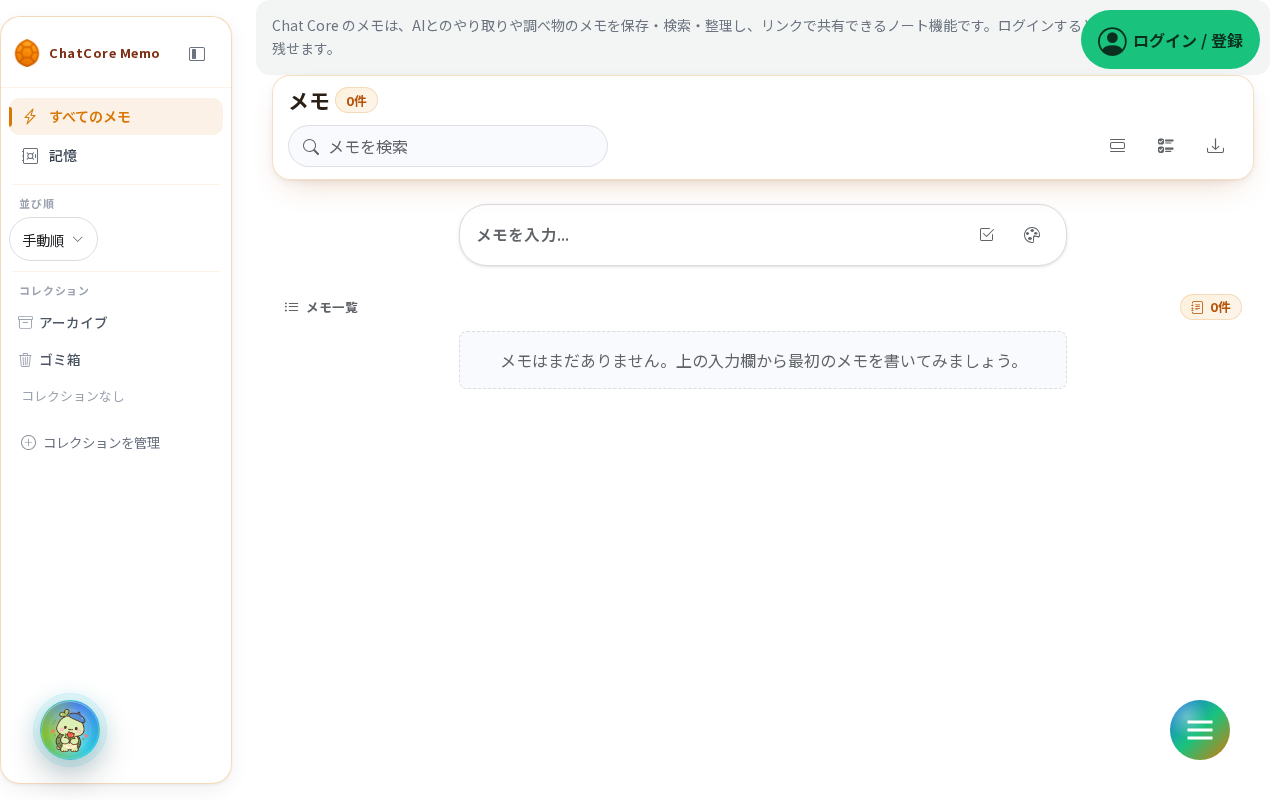 ChatCore Memo
すべてのメモ
記憶
並び順
手動順
コレクション
アーカイブ
ゴミ箱
コレクションなし
コレクションを管理
Chat Core のメモは、AIとのやり取りや調べ物のメモを保存・検索・整理し、リンクで共有できるノート機能です。ログインする
残せます。
ログイン / 登録
メモ 0件
メモを検索
メモを入力...
メモ一覧
0件
メモはまだありません。上の入力欄から最初のメモを書いてみましょう。